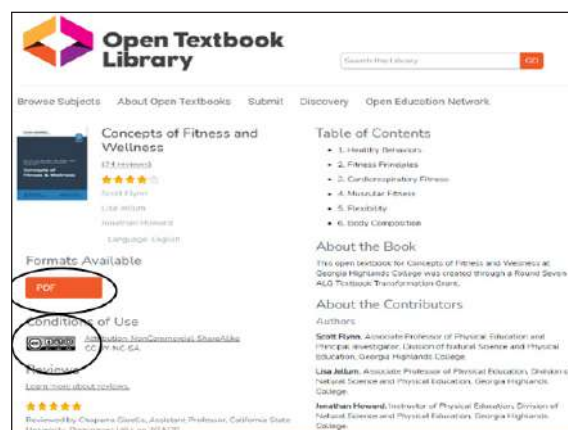 Open Textbook
Library
Search the library
GO
Browse Subjects About Open Textbooks Submit Discovery Open Education Network
Concepts of Fitness and
Wellness
Scott Flynn
Lisa Jellum
Jonathan Howard
Language: English
Formats Available
PDF
Conditions of Use
Attribution-NonCommercial-ShareAlike
CC BY-NC-SA
Reviews
Learn more about reviews.
Reviewed by Assistant Professor, California State
Table of Contents
• 1. Healthy Behaviors
• 2. Fitness Principles
• 3. Cardiorespiratory Fitness
• 4. Muscular Fitness
• 5. Flexibility
• 6. Body Composition
About the Book
This open textbook for Concepts of Fitness and Wellness at
Georgia Highlands College was created through a Round Seven
ALG Textbook Transformation Grant.
About the Contributors
Authors
Scott Flynn, Associate Professor of Physical Education and
Principal Investigator, Division of Natural Science and Physical
Education, Georgia Highlands College
Lisa Jellum, Associate Professor of Physical Education, Division of
Natural Science and Physical Education, Georgia Highlands
College.
Jonathan Howard, Instructor of Physical Education, Division of
Natural Science and Physical Education, Georgia Highlands
College.